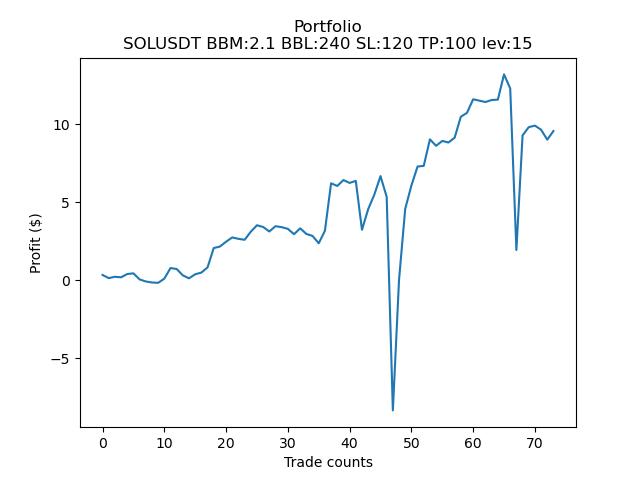 Portfolio
SOLUSDT BBM:2.1 BBL:240 SL:120 TP:100 lev:15
10
5
0
−5
Profit ($)
0 10 20 30 40 50 60 70
Trade counts